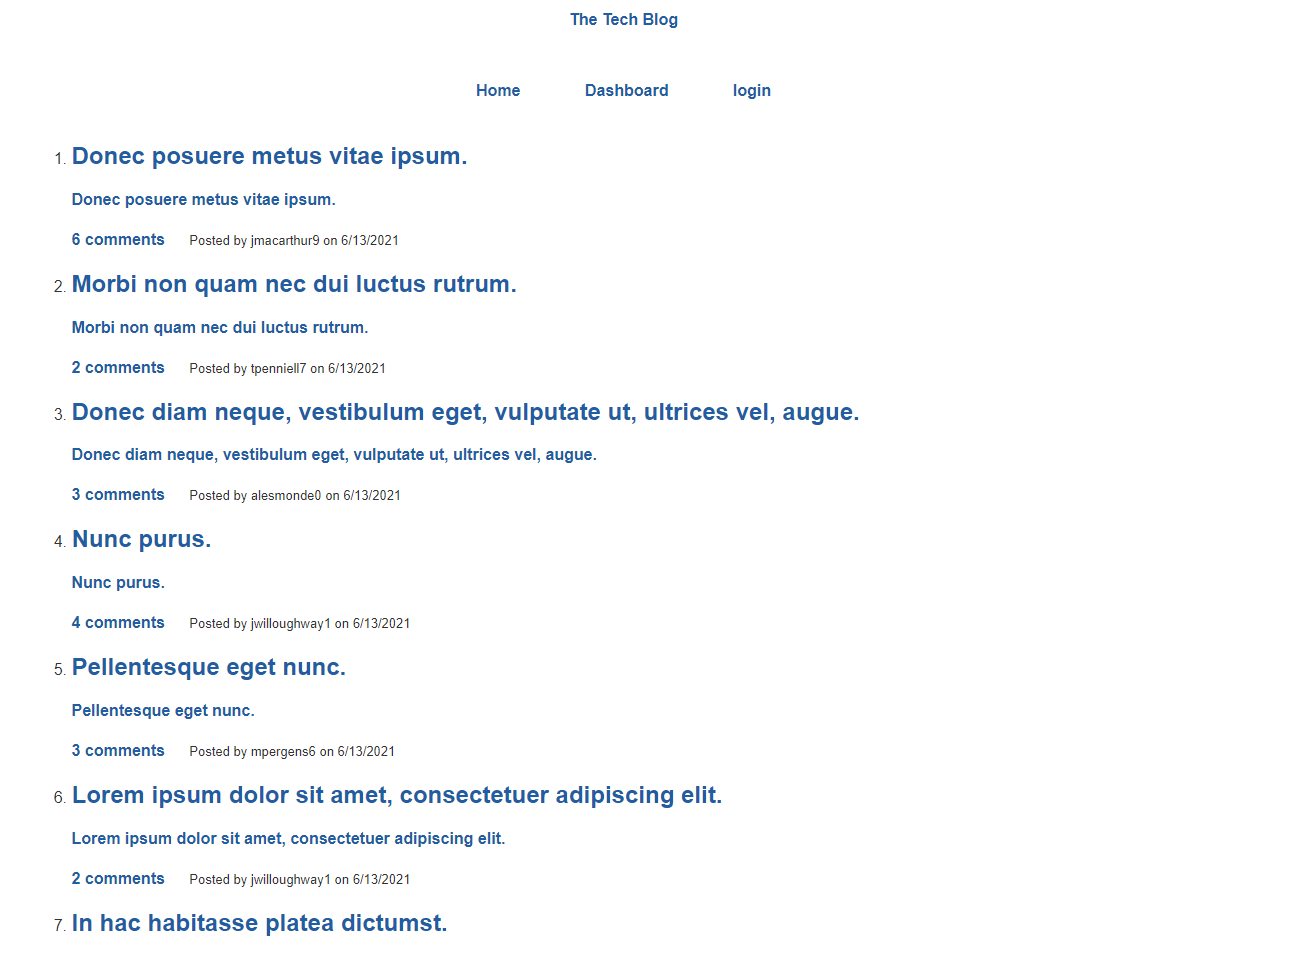 The Tech Blog
Home Dashboard login
1. Donec posuere metus vitae ipsum.
Donec posuere metus vitae ipsum.
6 comments Posted by jmacarthur9 on 6/13/2021
2. Morbi non quam nec dui luctus rutrum.
Morbi non quam nec dui luctus rutrum.
2 comments Posted by tpenniell7 on 6/13/2021
3. Donec diam neque, vestibulum eget, vulputate ut, ultrices vel, augue.
Donec diam neque, vestibulum eget, vulputate ut, ultrices vel, augue.
3 comments Posted by alesmonde0 on 6/13/2021
4. Nunc purus.
Nunc purus.
4 comments Posted by jwilloughway1 on 6/13/2021
5. Pellentesque eget nunc.
Pellentesque eget nunc.
3 comments Posted by mpergens6 on 6/13/2021
6. Lorem ipsum dolor sit amet, consectetuer adipiscing elit.
Lorem ipsum dolor sit amet, consectetuer adipiscing elit.
2 comments Posted by jwilloughway1 on 6/13/2021
7. In hac habitasse platea dictumst.